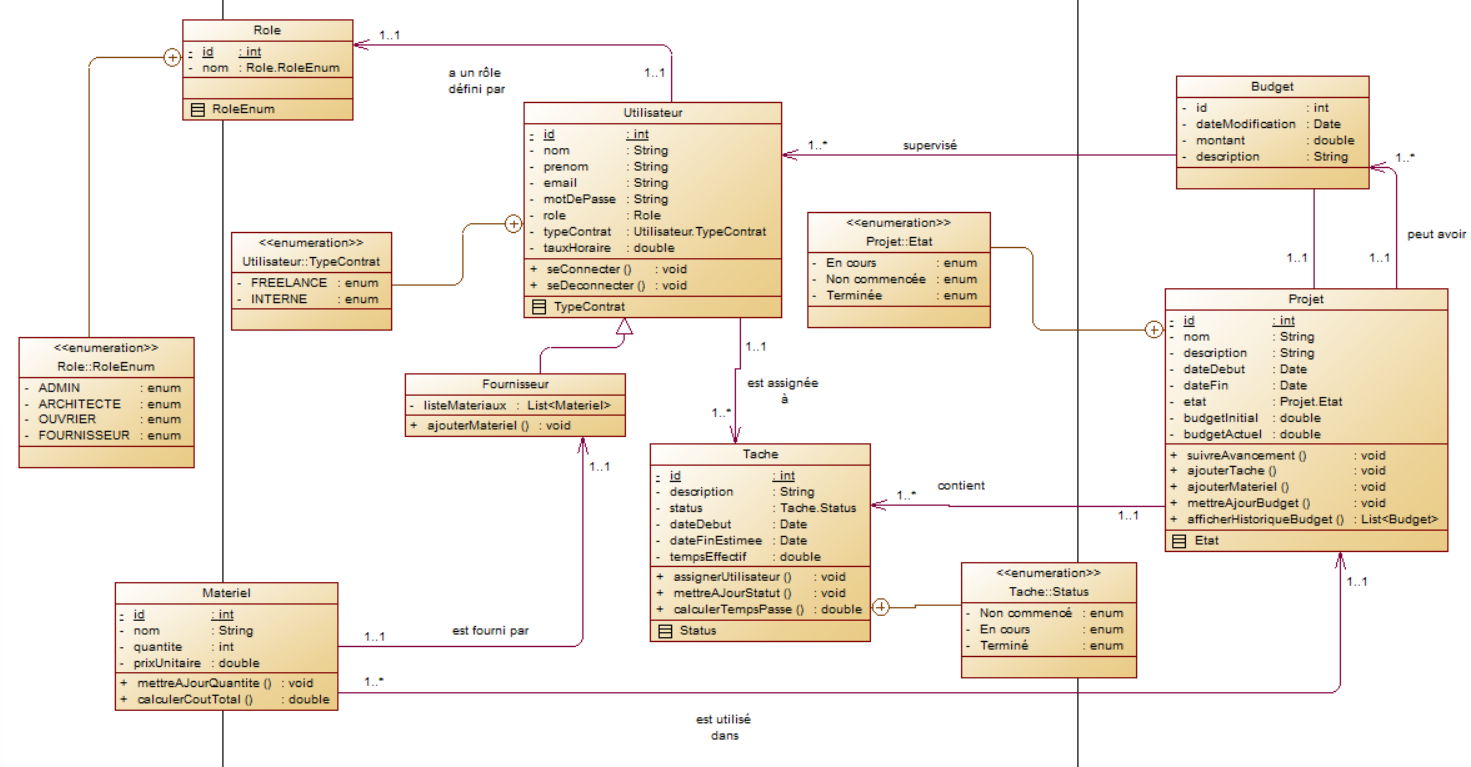 Role
- id : int
- nom : Role.RoleEnum
RoleEnum
1..1
1..1
a un rôle
défini par
Utilisateur
- id : int
- nom : String
- prenom : String
- email : String
- motDePasse : String
- role : Role
- typeContrat : Utilisateur.TypeContrat
- tauxHoraire : double
+ seConnecter () : void
+ seDeconnecter () : void
TypeContrat
1..*
supervisé
Budget
- id : int
- dateModification : Date
- montant : double
- description : String
1..*
peut avoir
1..1
1..1
<<enumeration>>
Utilisateur::TypeContrat
- FREELANCE : enum
- INTERNE : enum
<<enumeration>>
Projet::Etat
- En cours : enum
- Non commencée : enum
- Terminée : enum
Projet
- id : int
- nom : String
- description : String
- dateDebut : Date
- dateFin : Date
- etat : Projet.Etat
- budgetInitial : double
- budgetActuel : double
+ suivreAvancement () : void
+ ajouterTache () : void
+ ajouterMateriel () : void
+ mettreAjourBudget () : void
+ afficherHistoriqueBudget () : List<Budget>
Etat
<<enumeration>>
Role::RoleEnum
- ADMIN : enum
- ARCHITECTE : enum
- OUVRIER : enum
- FOURNISSEUR : enum
Fournisseur
- listeMateriaux : List<Materiel>
+ ajouterMateriel () : void
1..1
1..1
est assignée
à
1..*
Tache
- id : int
- description : String
- status : Tache.Status
- dateDebut : Date
- dateFinEstimee : Date
- tempsEffectif : double
+ assignerUtilisateur () : void
+ mettreAJourStatut () : void
+ calculerTempsPasse () : double
Status
1..*
contient
1..1
<<enumeration>>
Tache::Status
- Non commencé : enum
- En cours : enum
- Terminé : enum
1..1
Materiel
- id : int
- nom : String
- quantite : int
- prixUnitaire : double
+ mettreAJourQuantite () : void
+ calculerCoutTotal () : double
1..1
est fourni par
1..*
est utilisé
dans